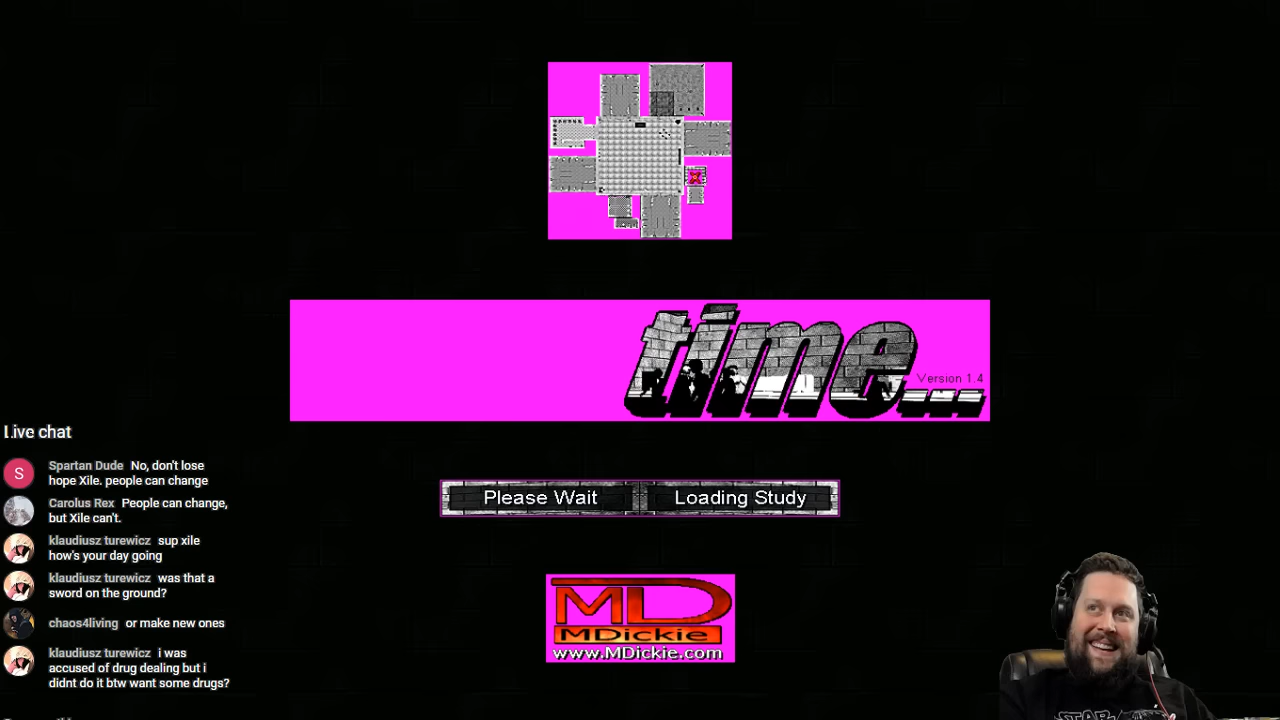 time...
Version 1.4
Please Wait
Loading Study
MD
MDickie
www.MDickie.com
Live chat
S
Spartan Dude No, don't lose
hope Xile. people can change
Carolus Rex People can change,
but Xile can't.
klaudiusz turewicz sup xile
how's your day going
klaudiusz turewicz was that a
sword on the ground?
chaos4living or make new ones
klaudiusz turewicz i was
accused of drug dealing but i
didnt do it btw want some drugs?
STAR